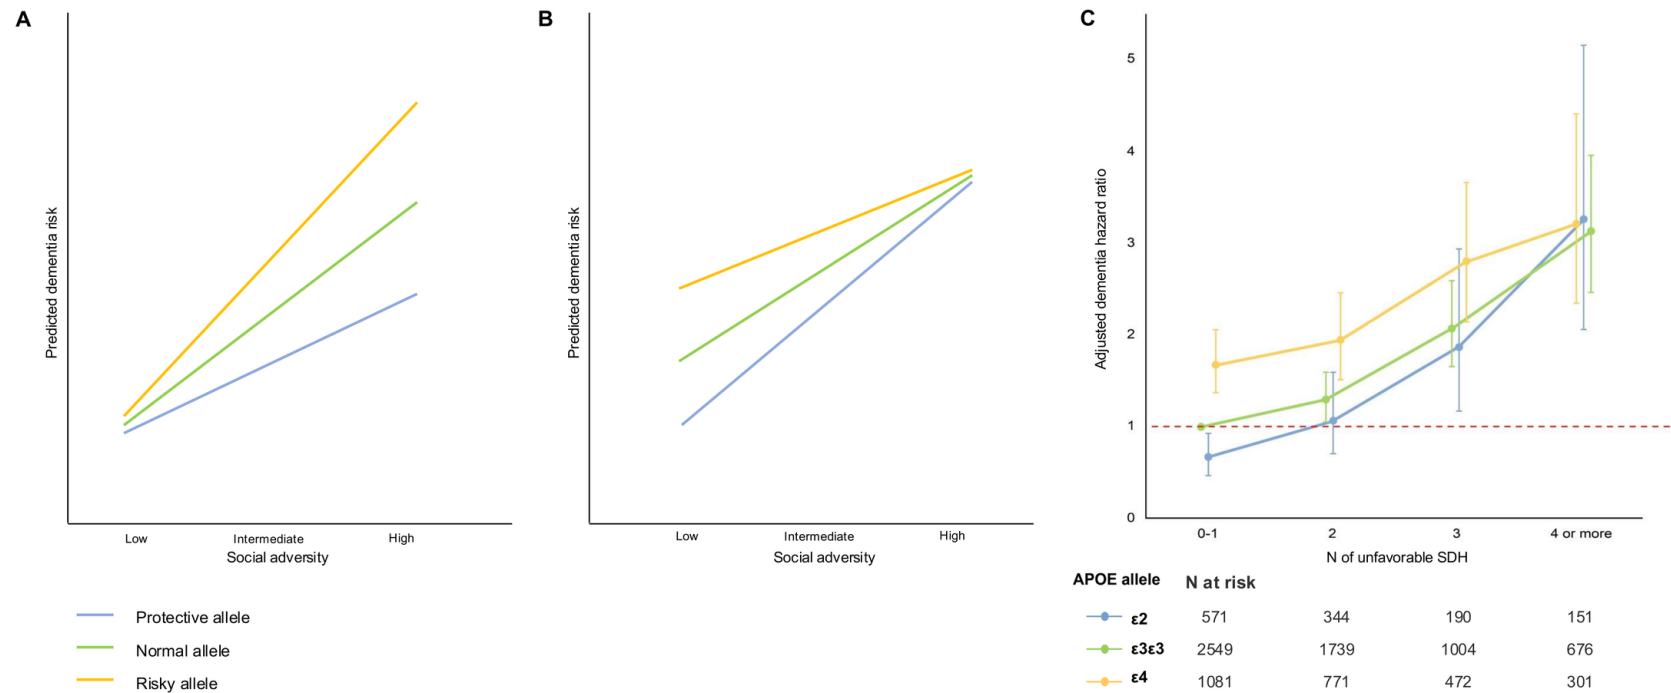 A
Predicted dementia risk
Low Intermediate High
Social adversity
Protective allele
Normal allele
Risky allele
B
Predicted dementia risk
Low Intermediate High
Social adversity
C
Adjusted dementia hazard ratio
5
4
3
2
1
0
0-1 2 3 4 or more
N of unfavorable SDH
APOE allele N at risk
ε2 571 344 190 151
ε3ε3 2549 1739 1004 676
ε4 1081 771 472 301